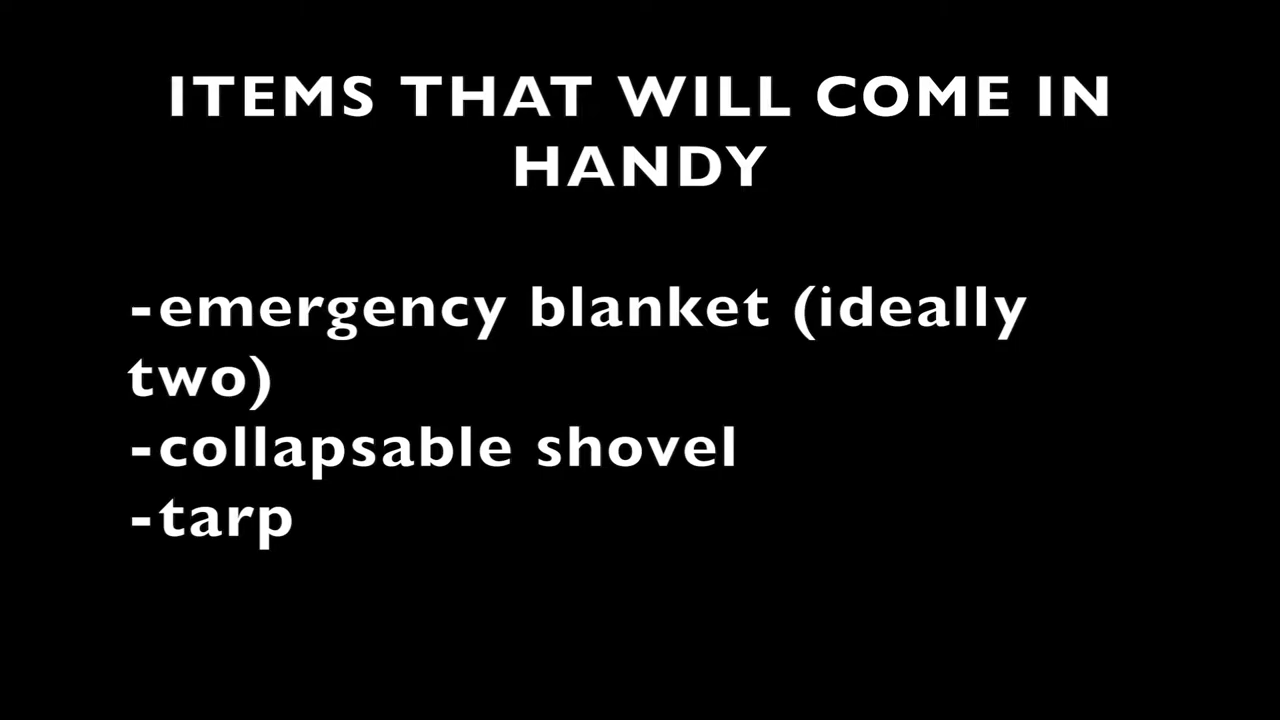 ITEMS THAT WILL COME IN
HANDY
-emergency blanket (ideally
two)
-collapsable shovel
-tarp